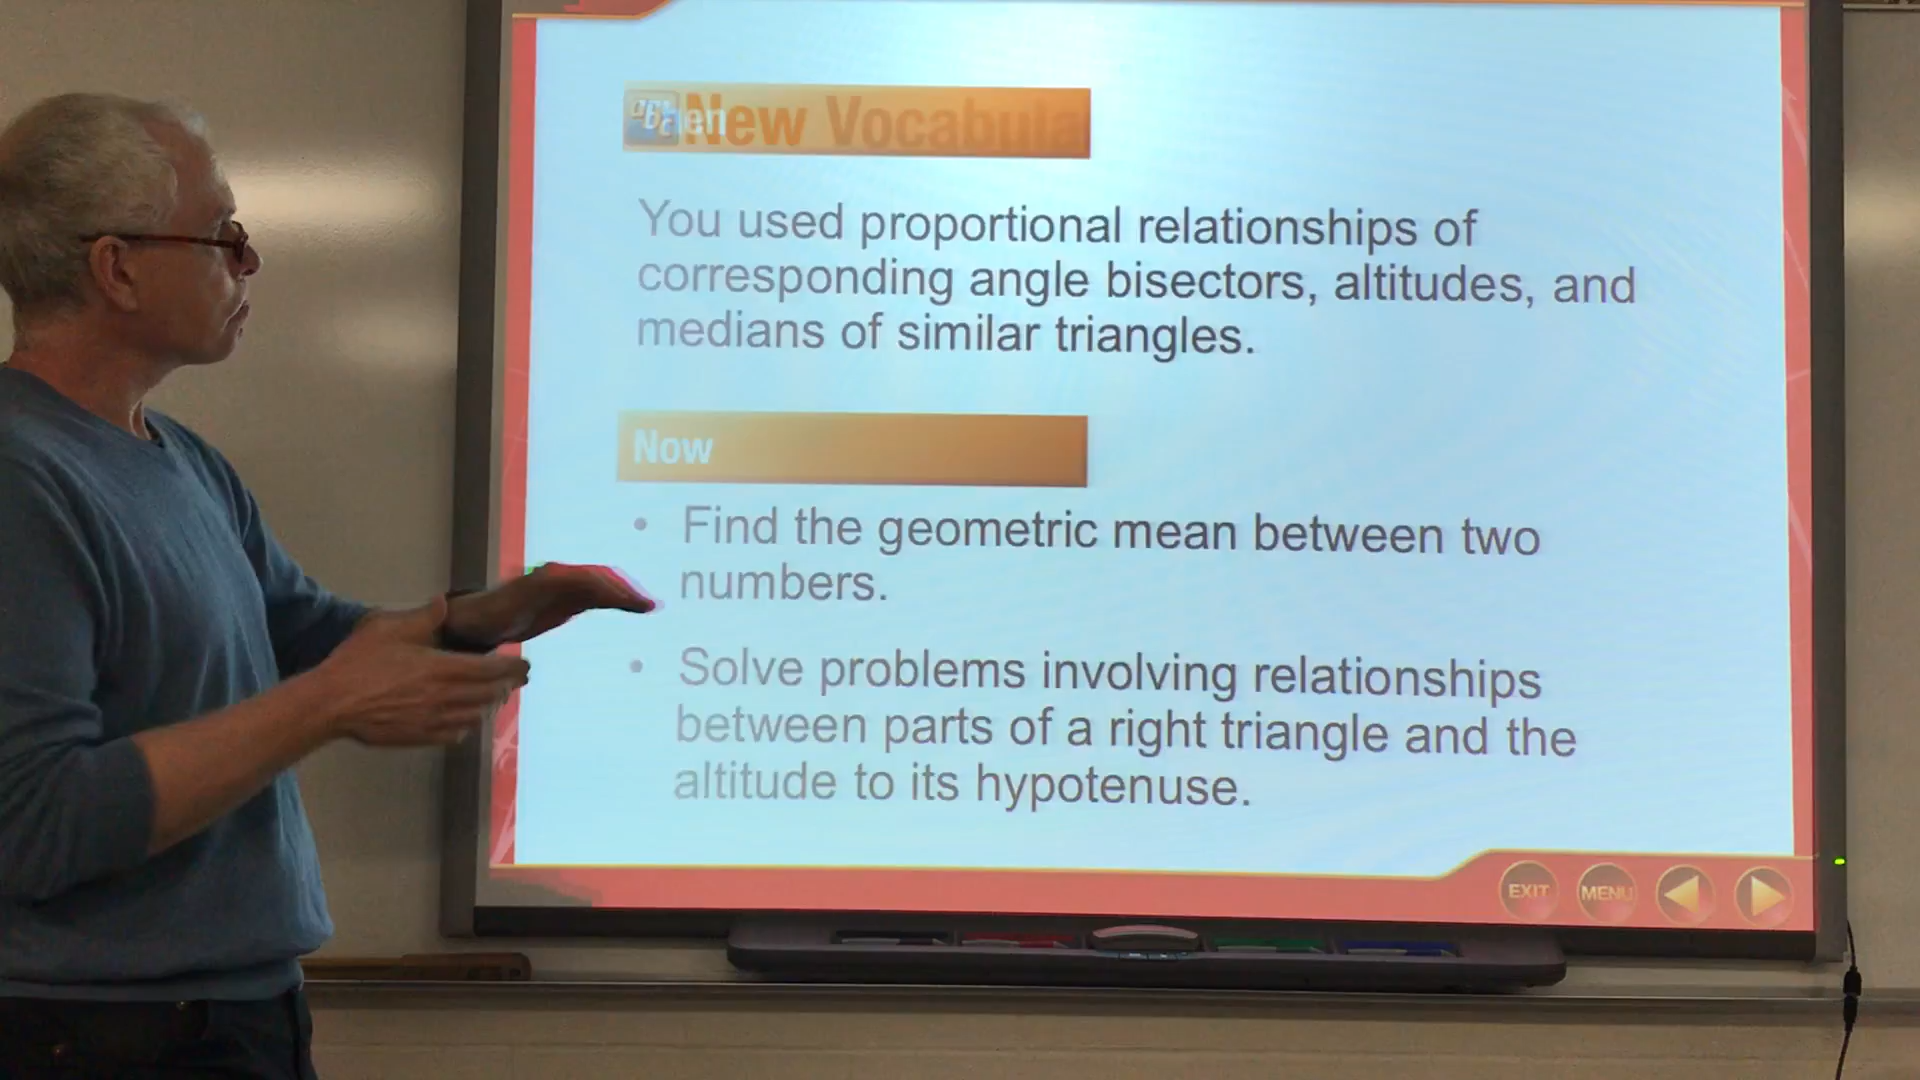 New Vocabula
You used proportional relationships of
corresponding angle bisectors, altitudes, and
medians of similar triangles.
Now
• Find the geometric mean between two
numbers.
• Solve problems involving relationships
between parts of a right triangle and the
altitude to its hypotenuse.
EXIT MENU